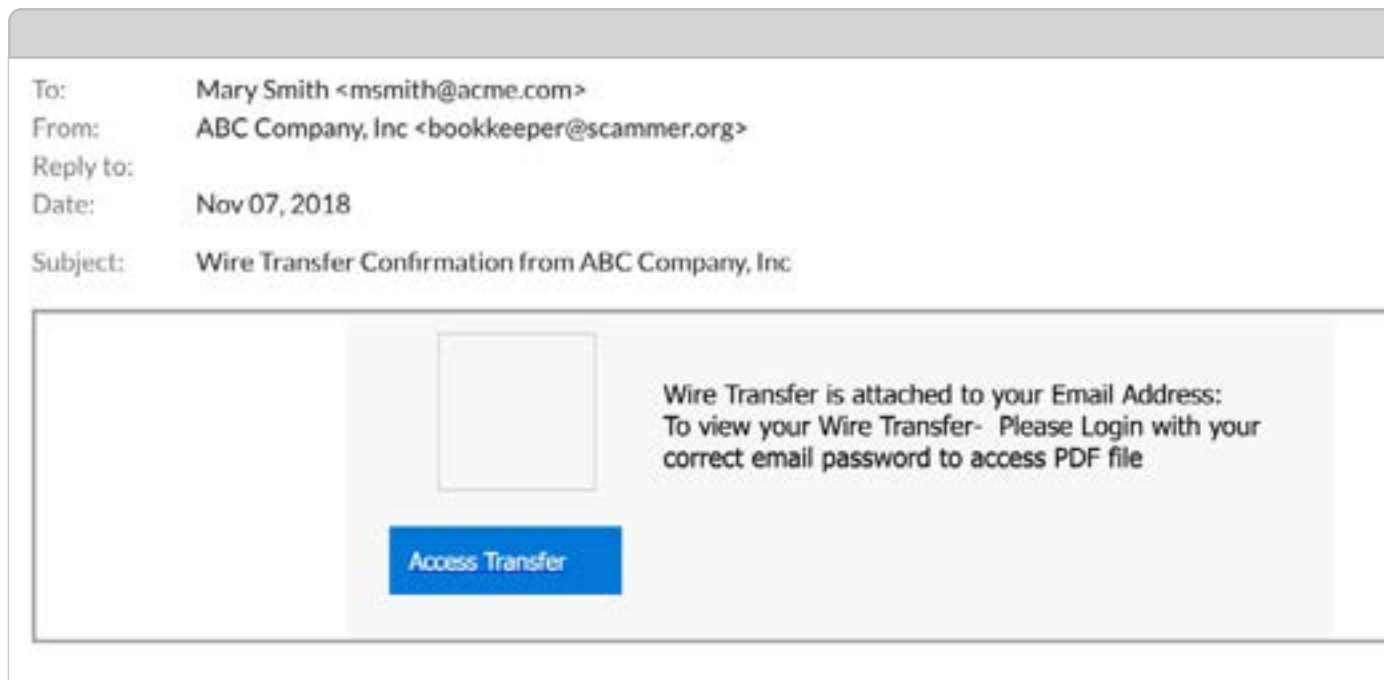 To: Mary Smith <msmith@acme.com>
From: ABC Company, Inc <bookkeeper@scammer.org>
Reply to:
Date: Nov 07, 2018
Subject: Wire Transfer Confirmation from ABC Company, Inc
Wire Transfer is attached to your Email Address:
To view your Wire Transfer- Please Login with your
correct email password to access PDF file
Access Transfer